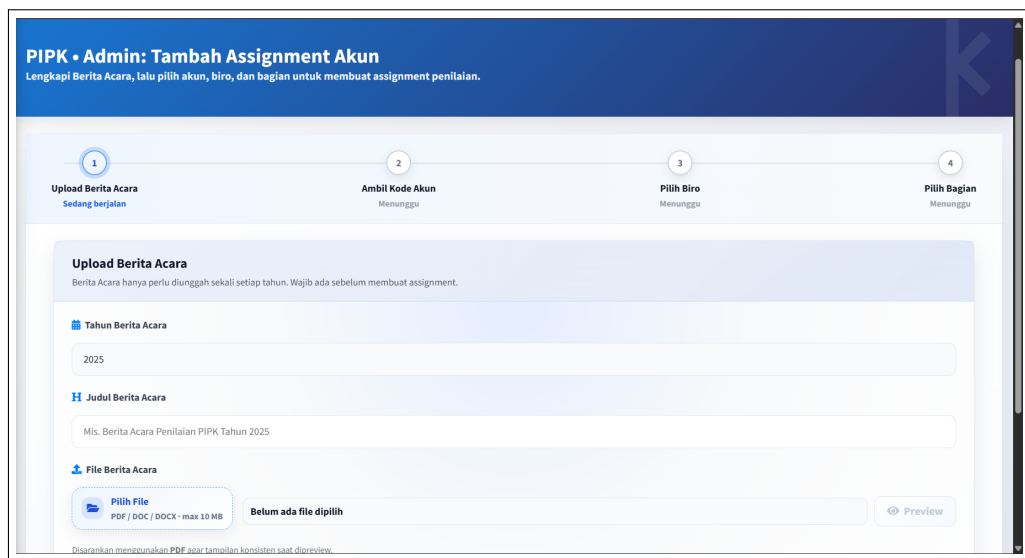 PIPK • Admin: Tambah Assignment Akun
Lengkapi Berita Acara, lalu pilih akun, biro, dan bagian untuk membuat assignment penilaian.
1
2
3
4
Upload Berita Acara
Ambil Kode Akun
Pilih Biro
Pilih Bagian
Sedang berjalan
Menunggu
Menunggu
Menunggu
Upload Berita Acara
Berita Acara hanya perlu diunggah sekali setiap tahun. Wajib ada sebelum membuat assignment.
Tahun Berita Acara
2025
Judul Berita Acara
Mis. Berita Acara Penilaian PIPK Tahun 2025
File Berita Acara
Pilih File
PDF / DOC / DOCX · max 10 MB
Belum ada file dipilih
Preview
Disarankan menggunakan PDF agar tampilan konsisten saat dipreview.